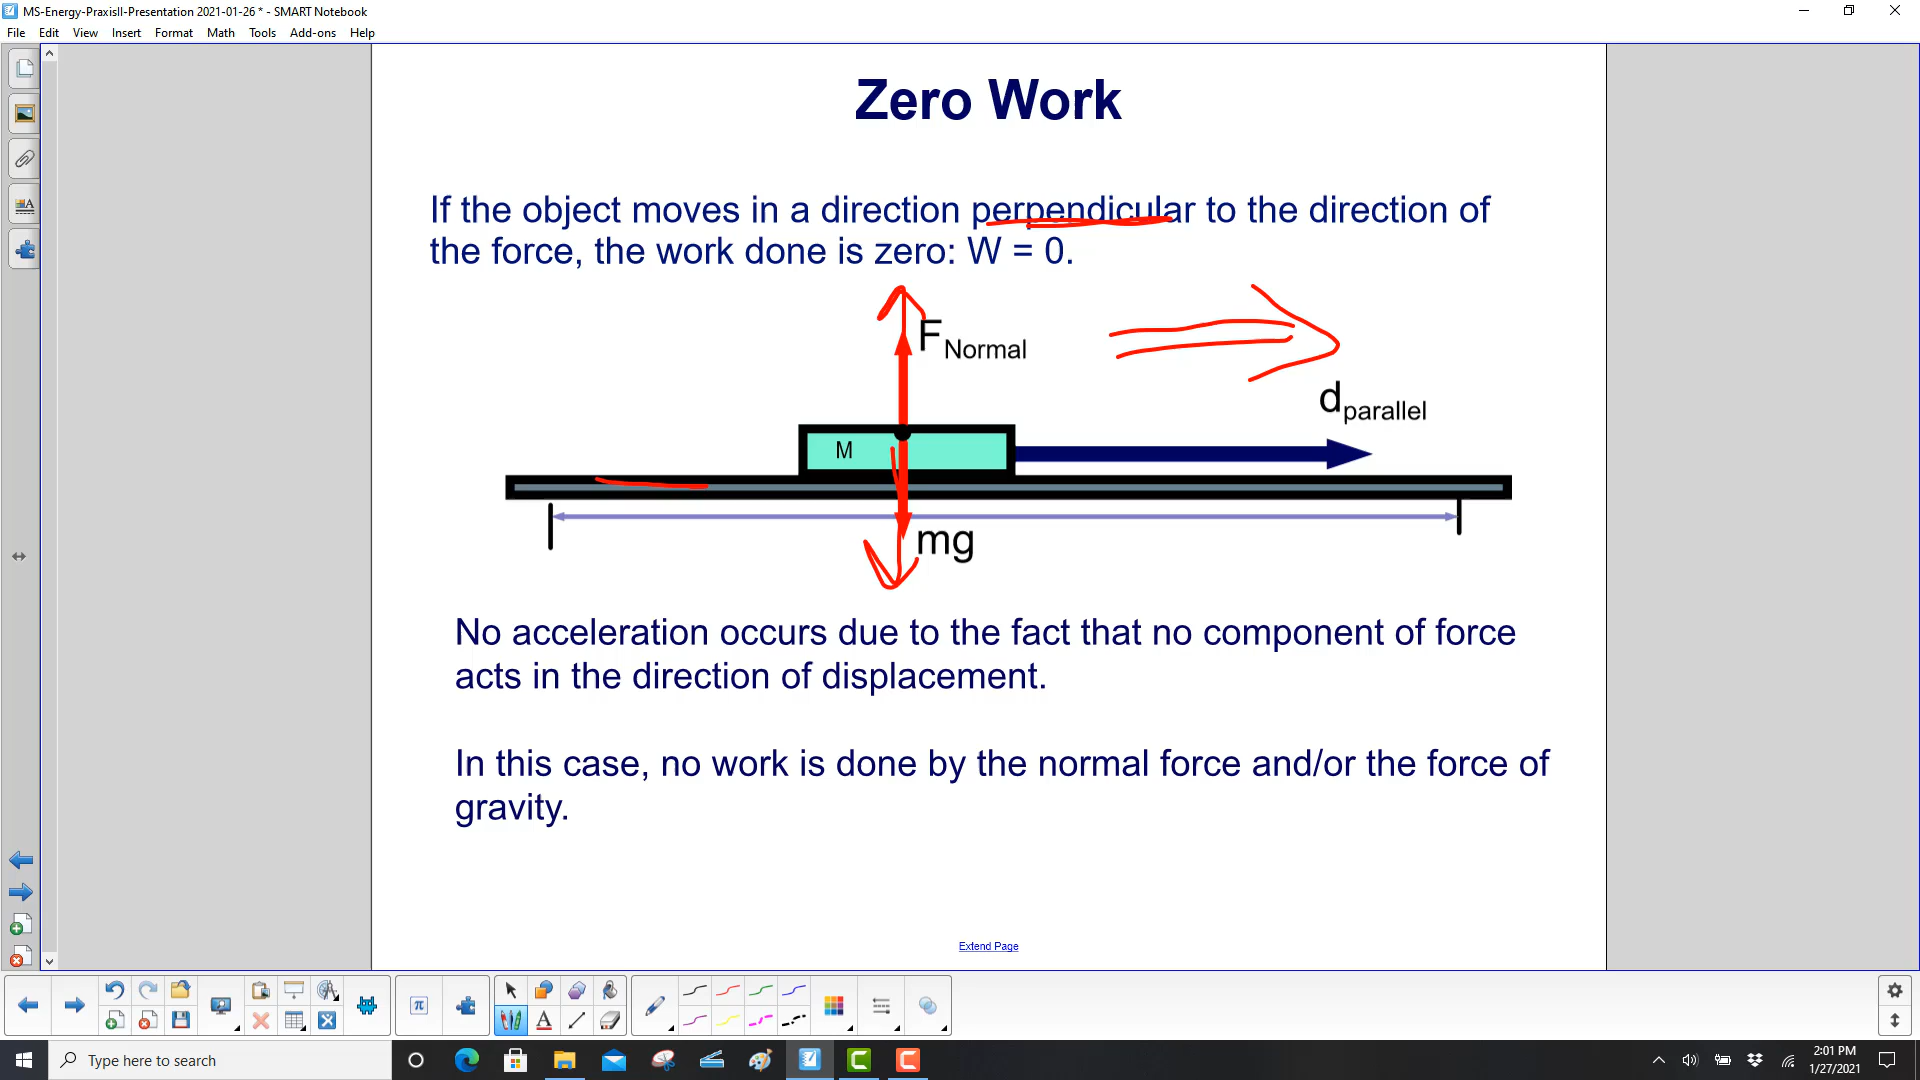 MS-Energy-PraxisII-Presentation 2021-01-26 * - SMART Notebook
File Edit View Insert Format Math Tools Add-ons Help
Zero Work
If the object moves in a direction perpendicular to the direction of
the force, the work done is zero: W = 0.
F Normal
d parallel
M
mg
No acceleration occurs due to the fact that no component of force
acts in the direction of displacement.
In this case, no work is done by the normal force and/or the force of
gravity.
Extend Page
π
A
Type here to search
2:01 PM
1/27/2021